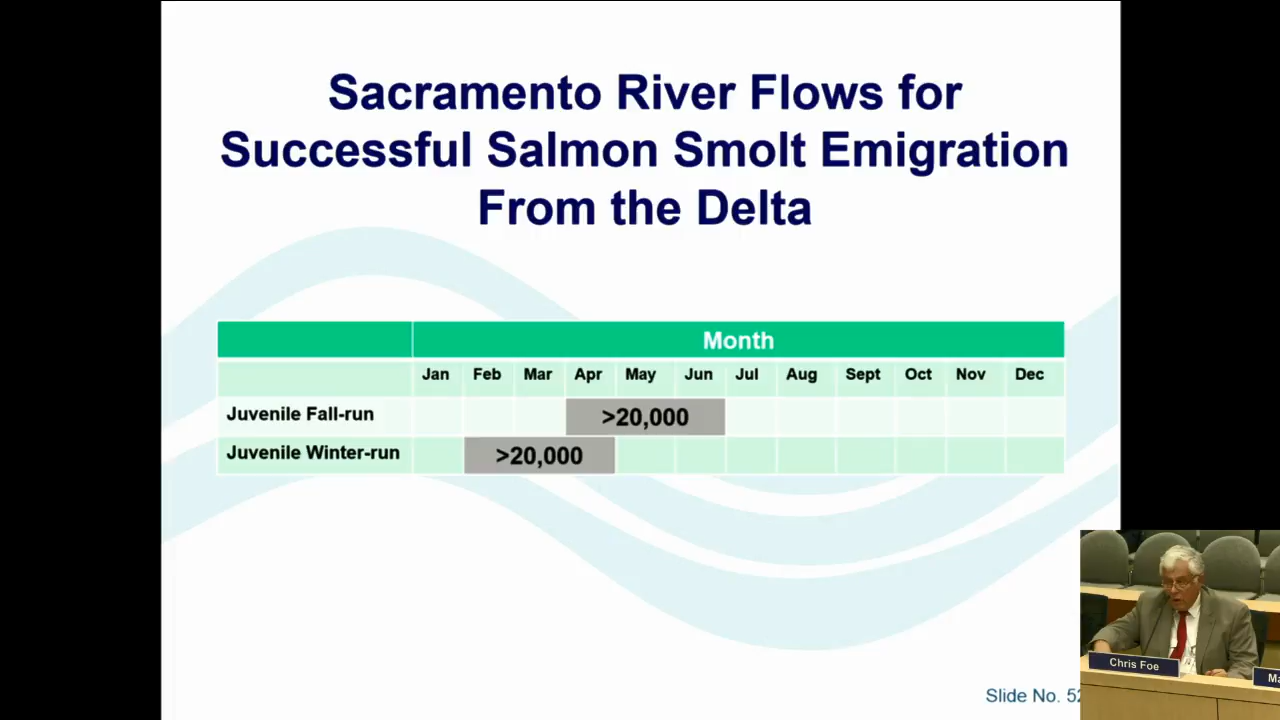 Sacramento River Flows for
Successful Salmon Smolt Emigration
From the Delta
Month
Jan Feb Mar Apr May Jun Jul Aug Sept Oct Nov Dec
Juvenile Fall-run >20,000
Juvenile Winter-run >20,000
Chris Foe
Slide No.